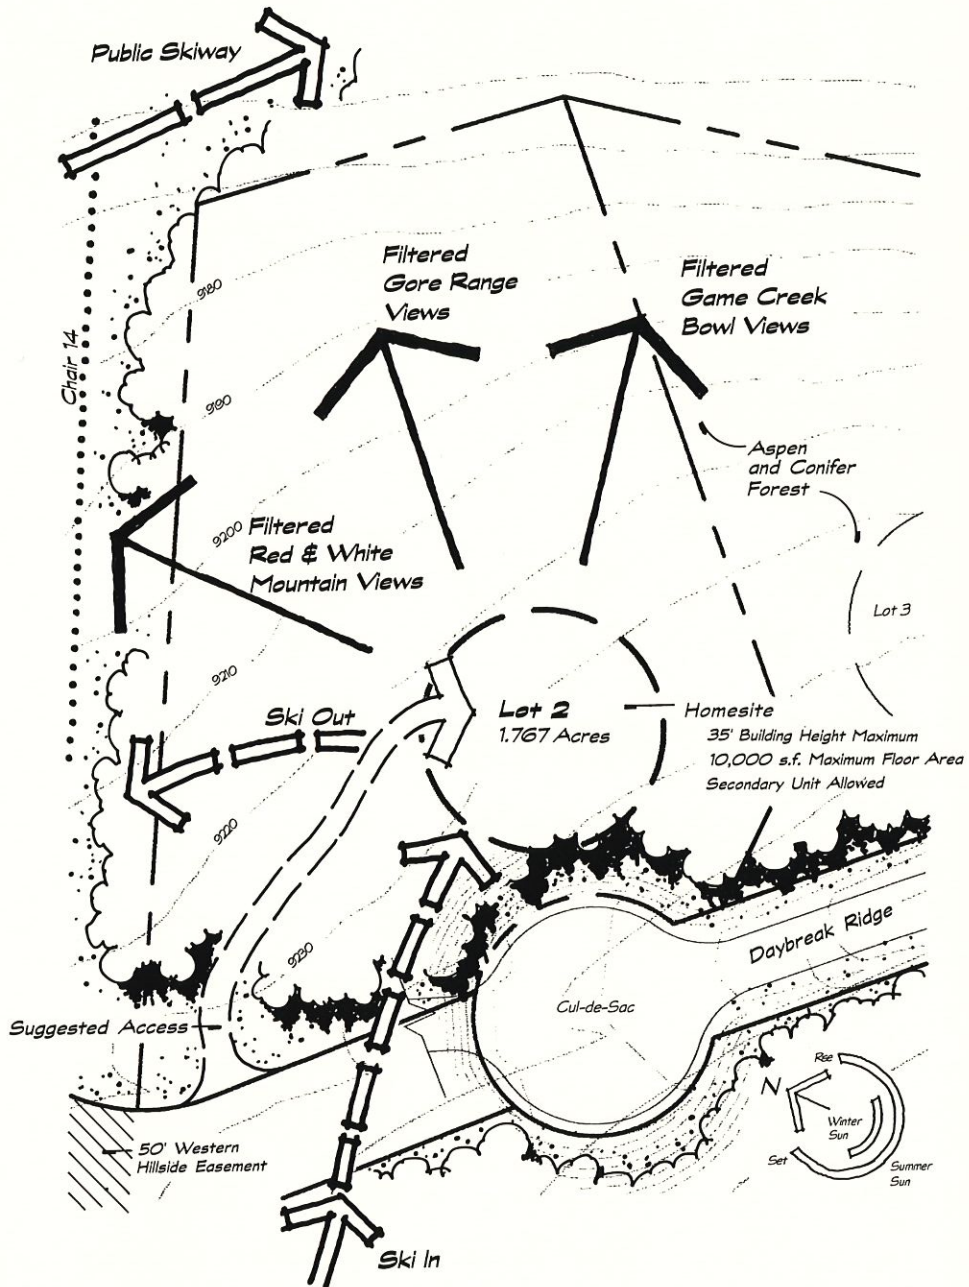 Public Skiway
Filtered
Gore Range
Views
Filtered
Game Creek
Bowl Views
9180
Chair 14
9190
Aspen
and Conifer
Forest
9200
Filtered
Red & White
Mountain Views
Lot 3
9210
Ski Out
Lot 2
1.767 Acres
Homesite
35' Building Height Maximum
10,000 s.f. Maximum Floor Area
Secondary Unit Allowed
9220
Daybreak Ridge
9230
Cul-de-Sac
Suggested Access
Rise
N
Winter
Sun
Set
Summer
Sun
50' Western
Hillside Easement
Ski In